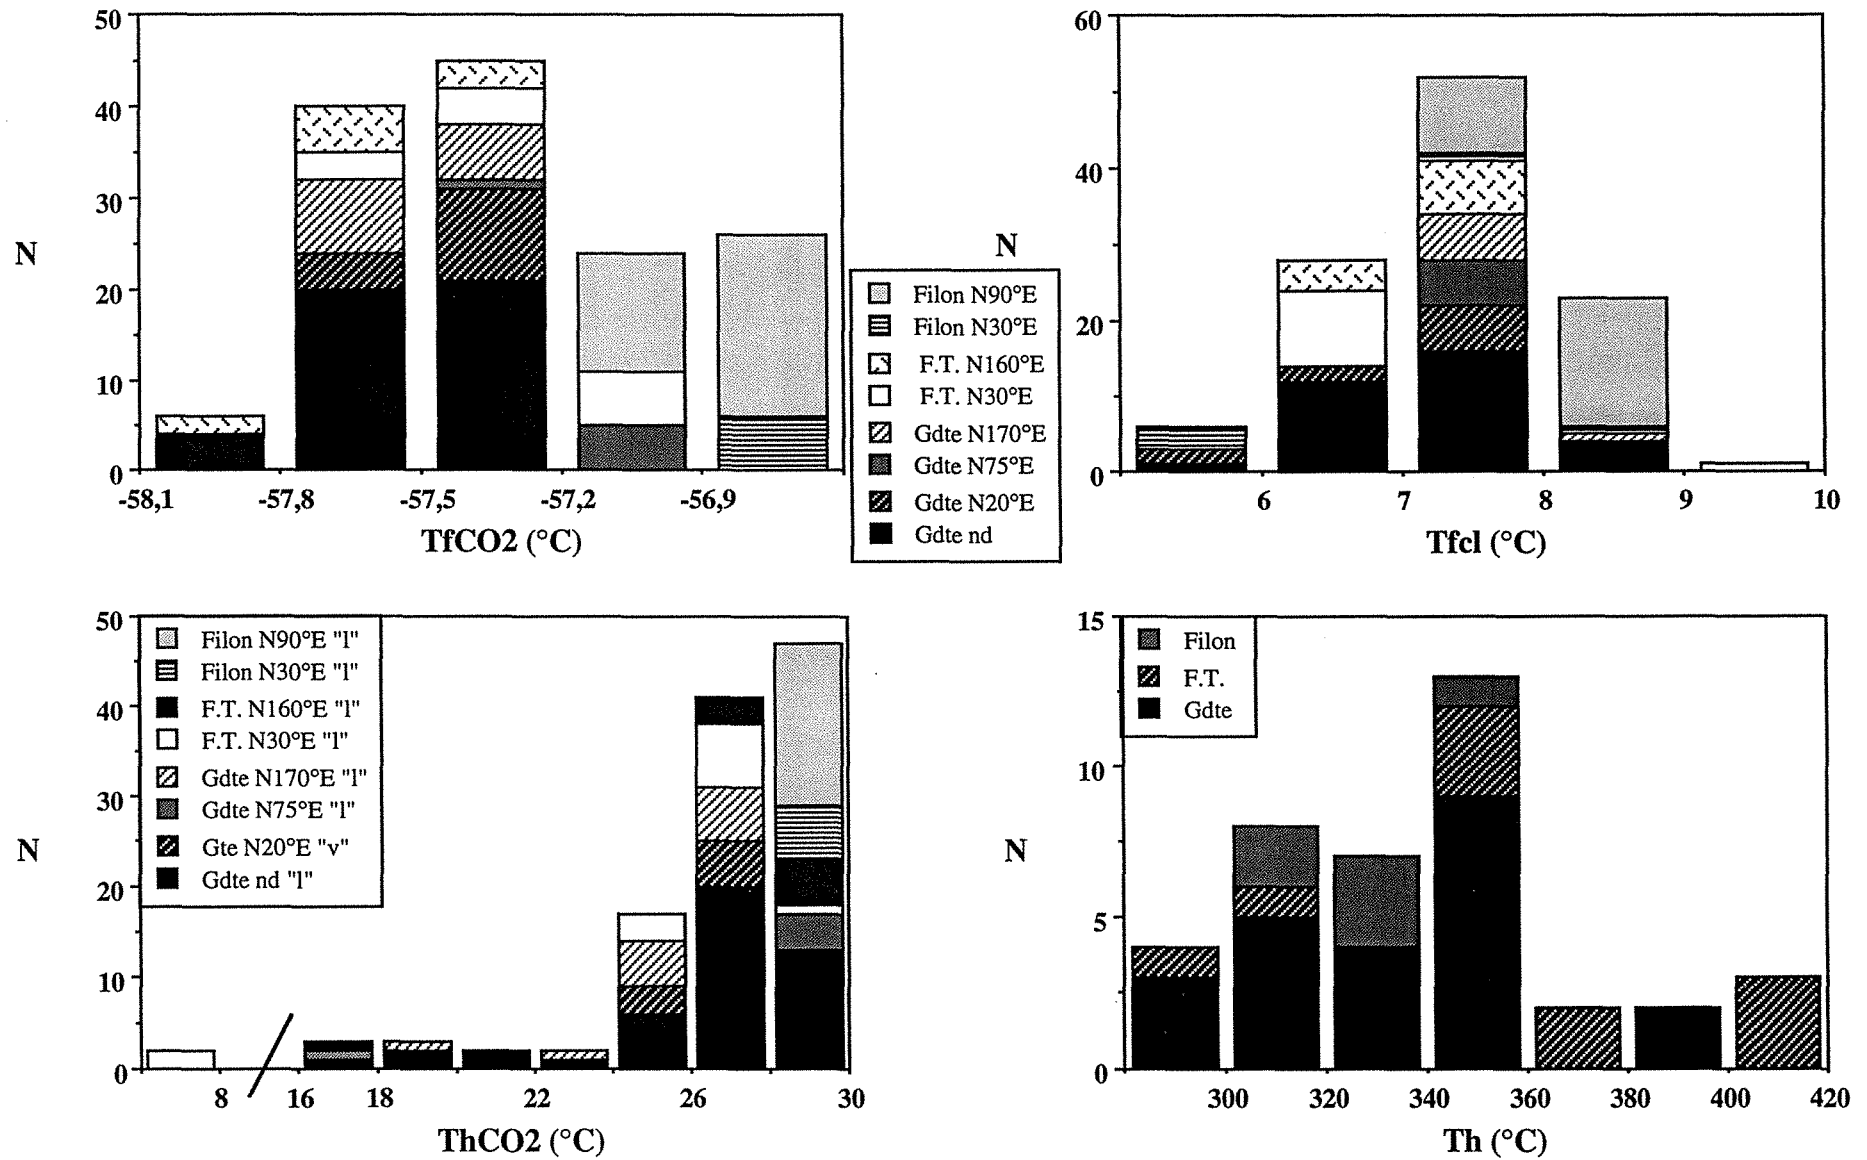 50
40
30
20
10
0
N
-58,1 -57,8 -57,5 -57,2 -56,9
TfCO2 (°C)
60
40
20
0
N
6 7 8 9 10
Tfcl (°C)
Filon N90°E
Filon N30°E
F.T. N160°E
F.T. N30°E
Gdte N170°E
Gdte N75°E
Gdte N20°E
Gdte nd
50
40
30
20
10
0
N
Filon N90°E "l"
Filon N30°E "l"
F.T. N160°E "l"
F.T. N30°E "l"
Gdte N170°E "l"
Gdte N75°E "l"
Gte N20°E "v"
Gdte nd "l"
8 16 18 22 26 30
ThCO2 (°C)
15
10
5
0
N
Filon
F.T.
Gdte
300 320 340 360 380 400 420
Th (°C)